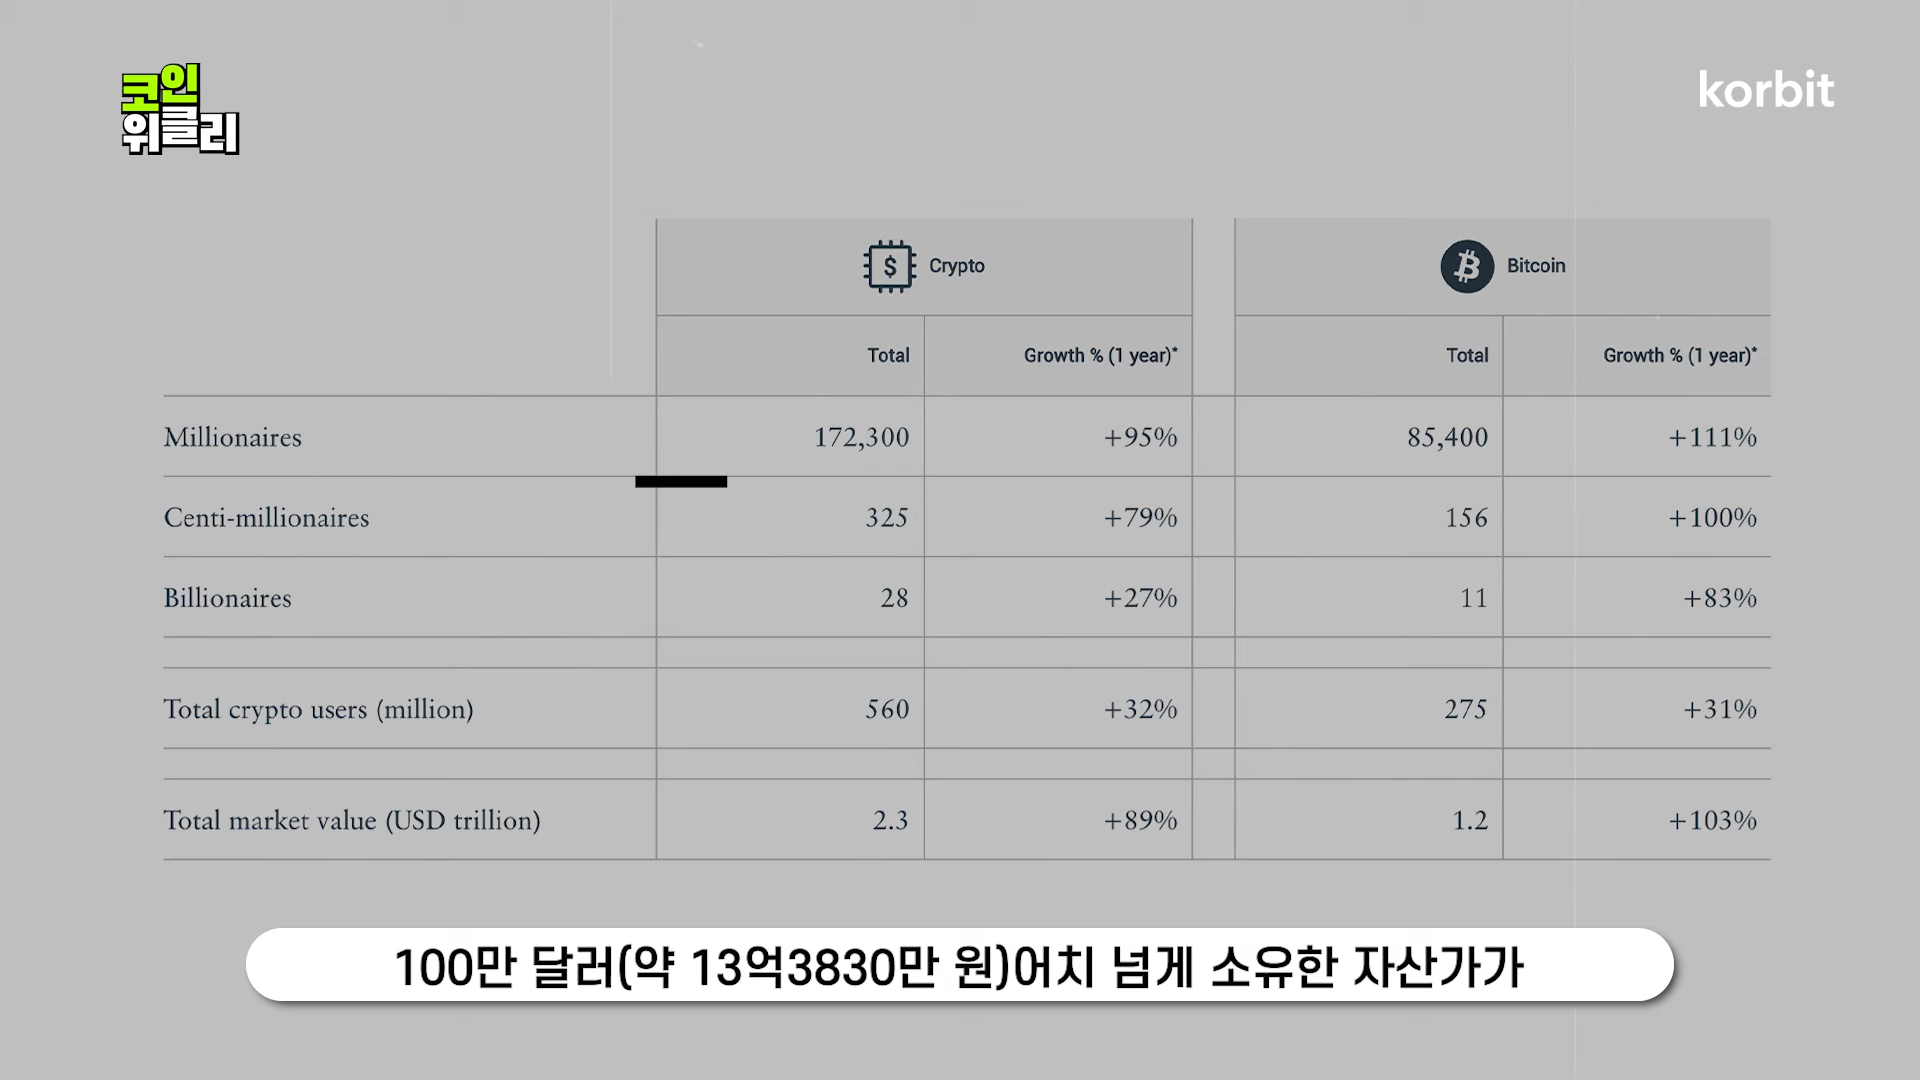 코인
위클리
korbit
Crypto
Bitcoin
Total Growth % (1 year)* Total Growth % (1 year)*
Millionaires 172,300 +95% 85,400 +111%
Centi-millionaires 325 +79% 156 +100%
Billionaires 28 +27% 11 +83%
Total crypto users (million) 560 +32% 275 +31%
Total market value (USD trillion) 2.3 +89% 1.2 +103%
100만 달러(약 13억3830만 원)어치 넘게 소유한 자산가가